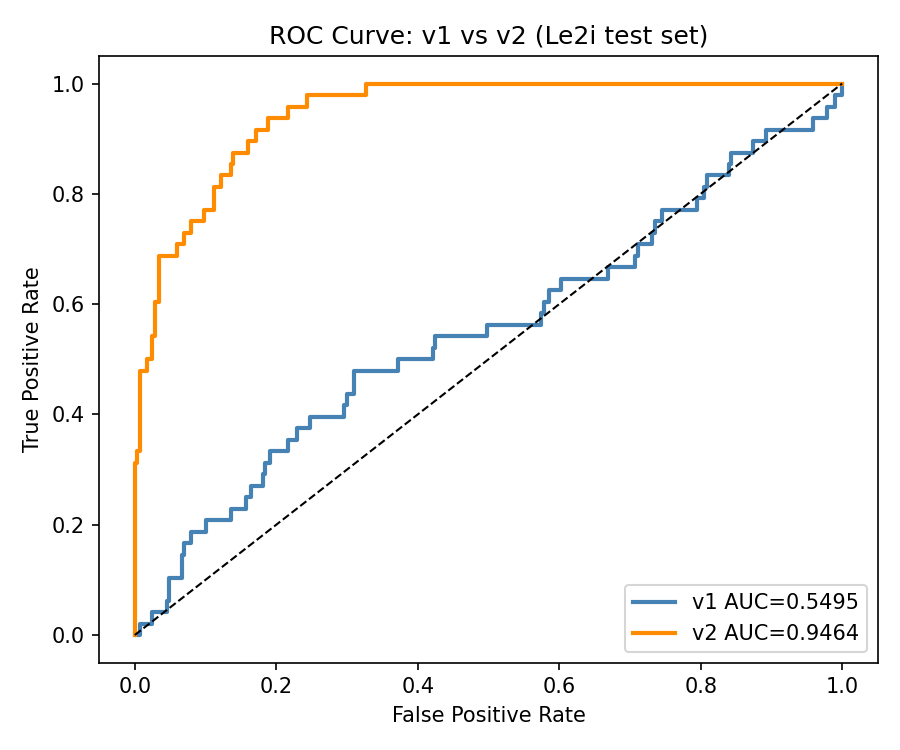 ROC Curve: v1 vs v2 (Le2i test set)
1.0
0.8
0.6
0.4
0.2
0.0
True Positive Rate
v1 AUC=0.5495
v2 AUC=0.9464
0.0 0.2 0.4 0.6 0.8 1.0
False Positive Rate